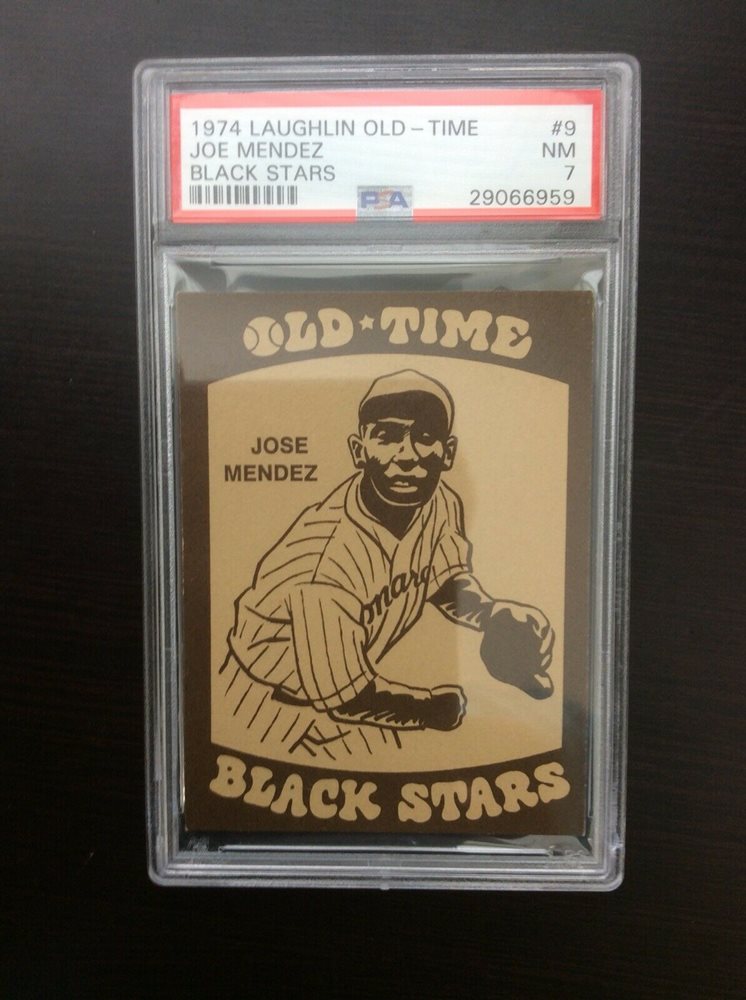 1974 LAUGHLIN OLD - TIME #9
JOE MENDEZ NM
BLACK STARS 7
PSA 29066959
OLD★TIME
JOSE
MENDEZ
onarc
BLACK STARS